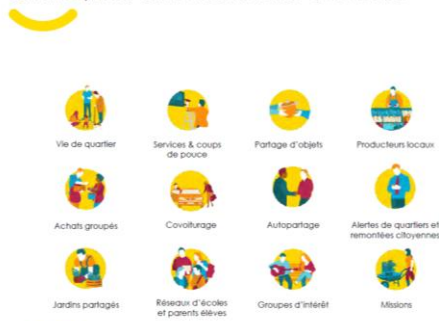 Vie de quartier
Services & coups
de pouce
Partage d'objets
Producteurs locaux
Achats groupés
Covoiturage
Autopartage
Alertes de quartiers et
remontées citoyennes
Jardins partagés
Réseaux d'écoles
et parents élèves
Groupes d'intérêt
Missions